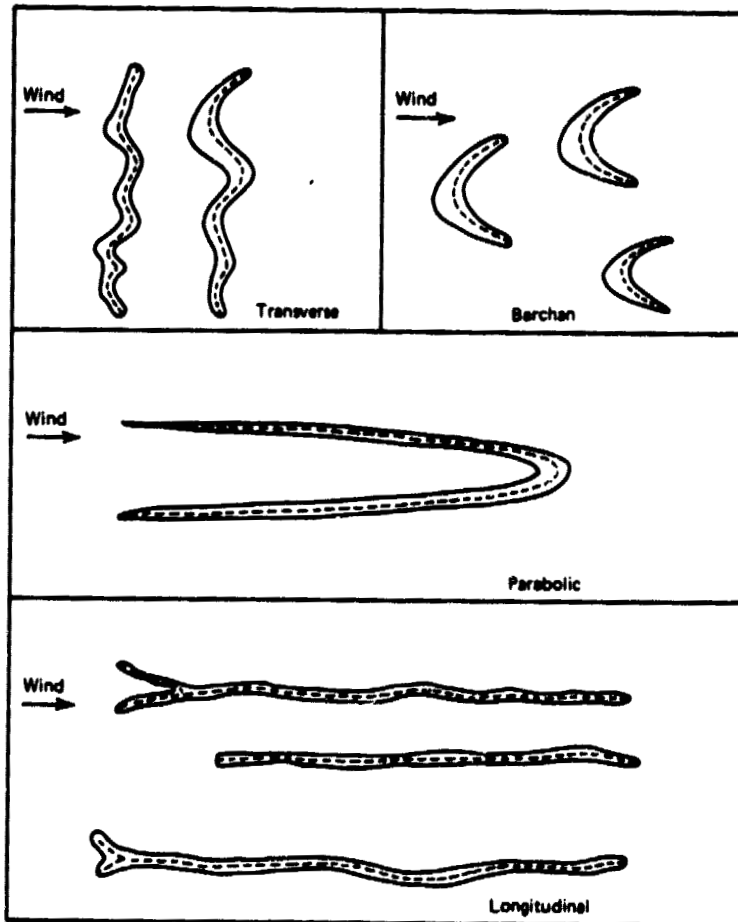 Wind
Transverse
Wind
Barchan
Wind
Parabolic
Wind
Longitudinal